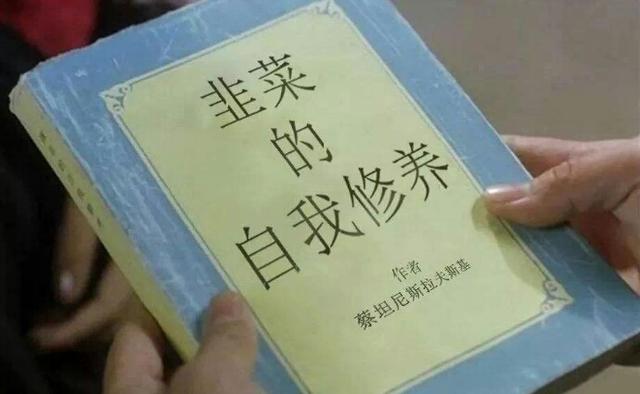 韭菜
的
自我修养
作者
蔡坦尼斯拉夫斯基